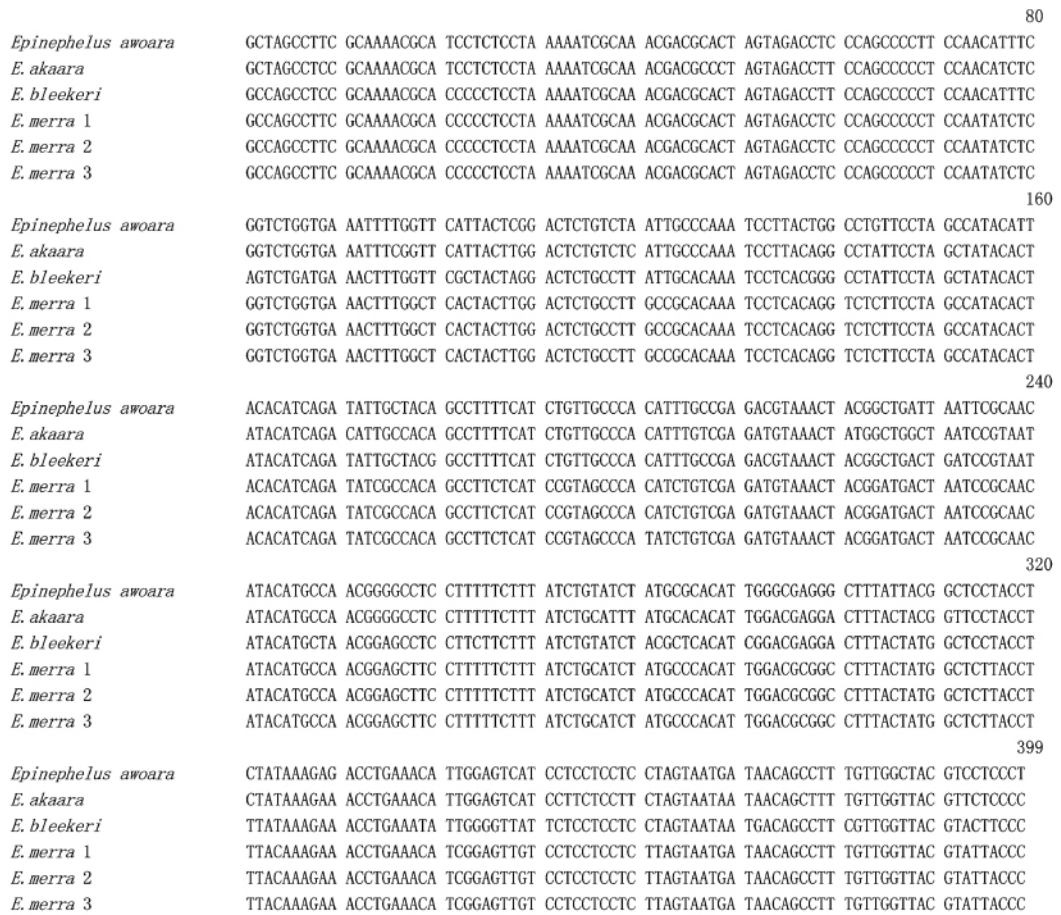 80
Epinephelus awoara GCTAGCCTTC GCAAAACGCA TCCTCTCCTA AAAATCGCAA ACGACGCACT AGTAGACCTC CCAGCCCCTT CCAACATTTC
E. akaara GCTAGCCTCC GCAAAACGCA TCCTCTCCTA AAAATCGCAA ACGACGCCCT AGTAGACCTT CCAGCCCCCT CCAACATCTC
E. bleekeri GCCAGCCTCC GCAAAACGCA CCCCCTCCTA AAAATCGCAA ACGACGCACT AGTAGACCTT CCAGCCCCCT CCAACATTTC
E. merra 1 GCCAGCCTTC GCAAAACGCA CCCCCTCCTA AAAATCGCAA ACGACGCACT AGTAGACCTC CCAGCCCCCT CCAATATCTC
E. merra 2 GCCAGCCTTC GCAAAACGCA CCCCCTCCTA AAAATCGCAA ACGACGCACT AGTAGACCTC CCAGCCCCCT CCAATATCTC
E. merra 3 GCCAGCCTTC GCAAAACGCA CCCCCTCCTA AAAATCGCAA ACGACGCACT AGTAGACCTC CCAGCCCCCT CCAATATCTC
160
Epinephelus awoara GGTCTGGTGA AATTTTGGTT CATTACTCGG ACTCTGTCTA ATTGCCCAAA TCCTTACTGG CCTGTTCCTA GCCATACATT
E. akaara GGTCTGGTGA AATTTCGGTT CATTACTTGG ACTCTGTCTC ATTGCCCAAA TCCTTACAGG CCTATTCCTA GCTATACACT
E. bleekeri AGTCTGATGA AACTTTGGTT CGCTACTAGG ACTCTGCCTT ATTGCACAAA TCCTCACGGG CCTATTCCTA GCTATACACT
E. merra 1 GGTCTGGTGA AACTTTGGCT CACTACTTGG ACTCTGCCTT GCCGCACAAA TCCTCACAGG TCTCTTCCTA GCCATACACT
E. merra 2 GGTCTGGTGA AACTTTGGCT CACTACTTGG ACTCTGCCTT GCCGCACAAA TCCTCACAGG TCTCTTCCTA GCCATACACT
E. merra 3 GGTCTGGTGA AACTTTGGCT CACTACTTGG ACTCTGCCTT GCCGCACAAA TCCTCACAGG TCTCTTCCTA GCCATACACT
240
Epinephelus awoara ACACATCAGA TATTGCTACA GCCTTTTCAT CTGTTGCCCA CATTTGCCGA GACGTAAACT ACGGCTGATT AATTCGCAAC
E. akaara ATACATCAGA CATTGCCACA GCCTTTTCAT CTGTTGCCCA CATTTGTCGA GATGTAAACT ATGGCTGGCT AATCCGTAAT
E. bleekeri ATACATCAGA TATTGCTACG GCCTTTTCAT CTGTTGCCCA CATTTGCCGA GACGTAAACT ACGGCTGACT GATCCGTAAT
E. merra 1 ACACATCAGA TATCGCCACA GCCTTCTCAT CCGTAGCCCA CATCTGTCGA GATGTAAACT ACGGATGACT AATCCGCAAC
E. merra 2 ACACATCAGA TATCGCCACA GCCTTCTCAT CCGTAGCCCA CATCTGTCGA GATGTAAACT ACGGATGACT AATCCGCAAC
E. merra 3 ACACATCAGA TATCGCCACA GCCTTCTCAT CCGTAGCCCA TATCTGTCGA GATGTAAACT ACGGATGACT AATCCGCAAC
320
Epinephelus awoara ATACATGCCA ACGGGGCCTC CTTTTTCTTT ATCTGTATCT ATGCGCACAT TGGGCGAGGG CTTTATTACG GCTCCTACCT
E. akaara ATACATGCCA ACGGGGCCTC CTTTTTCTTT ATCTGCATTT ATGCACACAT TGGACGAGGA CTTTACTACG GTTCCTACCT
E. bleekeri ATACATGCTA ACGGAGCCTC CTTCTTCTTT ATCTGTATCT ACGCTCACAT CGGACGAGGA CTTTACTATG GCTCCTACCT
E. merra 1 ATACATGCCA ACGGAGCTTC CTTTTTCTTT ATCTGCATCT ATGCCCACAT TGGACGCGGC CTTTACTATG GCTCTTACCT
E. merra 2 ATACATGCCA ACGGAGCTTC CTTTTTCTTT ATCTGCATCT ATGCCCACAT TGGACGCGGC CTTTACTATG GCTCTTACCT
E. merra 3 ATACATGCCA ACGGAGCTTC CTTTTTCTTT ATCTGCATCT ATGCCCACAT TGGACGCGGC CTTTACTATG GCTCTTACCT
399
Epinephelus awoara CTATAAAGAG ACCTGAAACA TTGGAGTCAT CCTCCTCCTC CTAGTAATGA TAACAGCCTT TGTTGGCTAC GTCCTCCCT
E. akaara CTATAAAGAA ACCTGAAACA TTGGAGTCAT CCTTCTCCTT CTAGTAATAA TAACAGCTTT TGTTGGTTAC GTTCTCCCC
E. bleekeri TTATAAAGAA ACCTGAAATA TTGGGGTTAT TCTCCTCCTC CTAGTAATAA TGACAGCCTT CGTTGGTTAC GTACTTCCC
E. merra 1 TTACAAAGAA ACCTGAAACA TCGGAGTTGT CCTCCTCCTC TTAGTAATGA TAACAGCCTT TGTTGGTTAC GTATTACCC
E. merra 2 TTACAAAGAA ACCTGAAACA TCGGAGTTGT CCTCCTCCTC TTAGTAATGA TAACAGCCTT TGTTGGTTAC GTATTACCC
E. merra 3 TTACAAAGAA ACCTGAAACA TCGGAGTTGT CCTCCTCCTC TTAGTAATGA TAACAGCCTT TGTTGGTTAC GTATTACCC